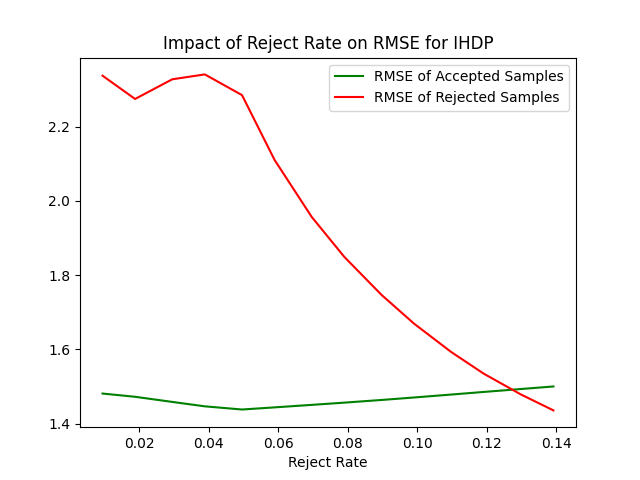 Impact of Reject Rate on RMSE for IHDP
RMSE of Accepted Samples
RMSE of Rejected Samples
2.2
2.0
1.8
1.6
1.4
0.02 0.04 0.06 0.08 0.10 0.12 0.14
Reject Rate